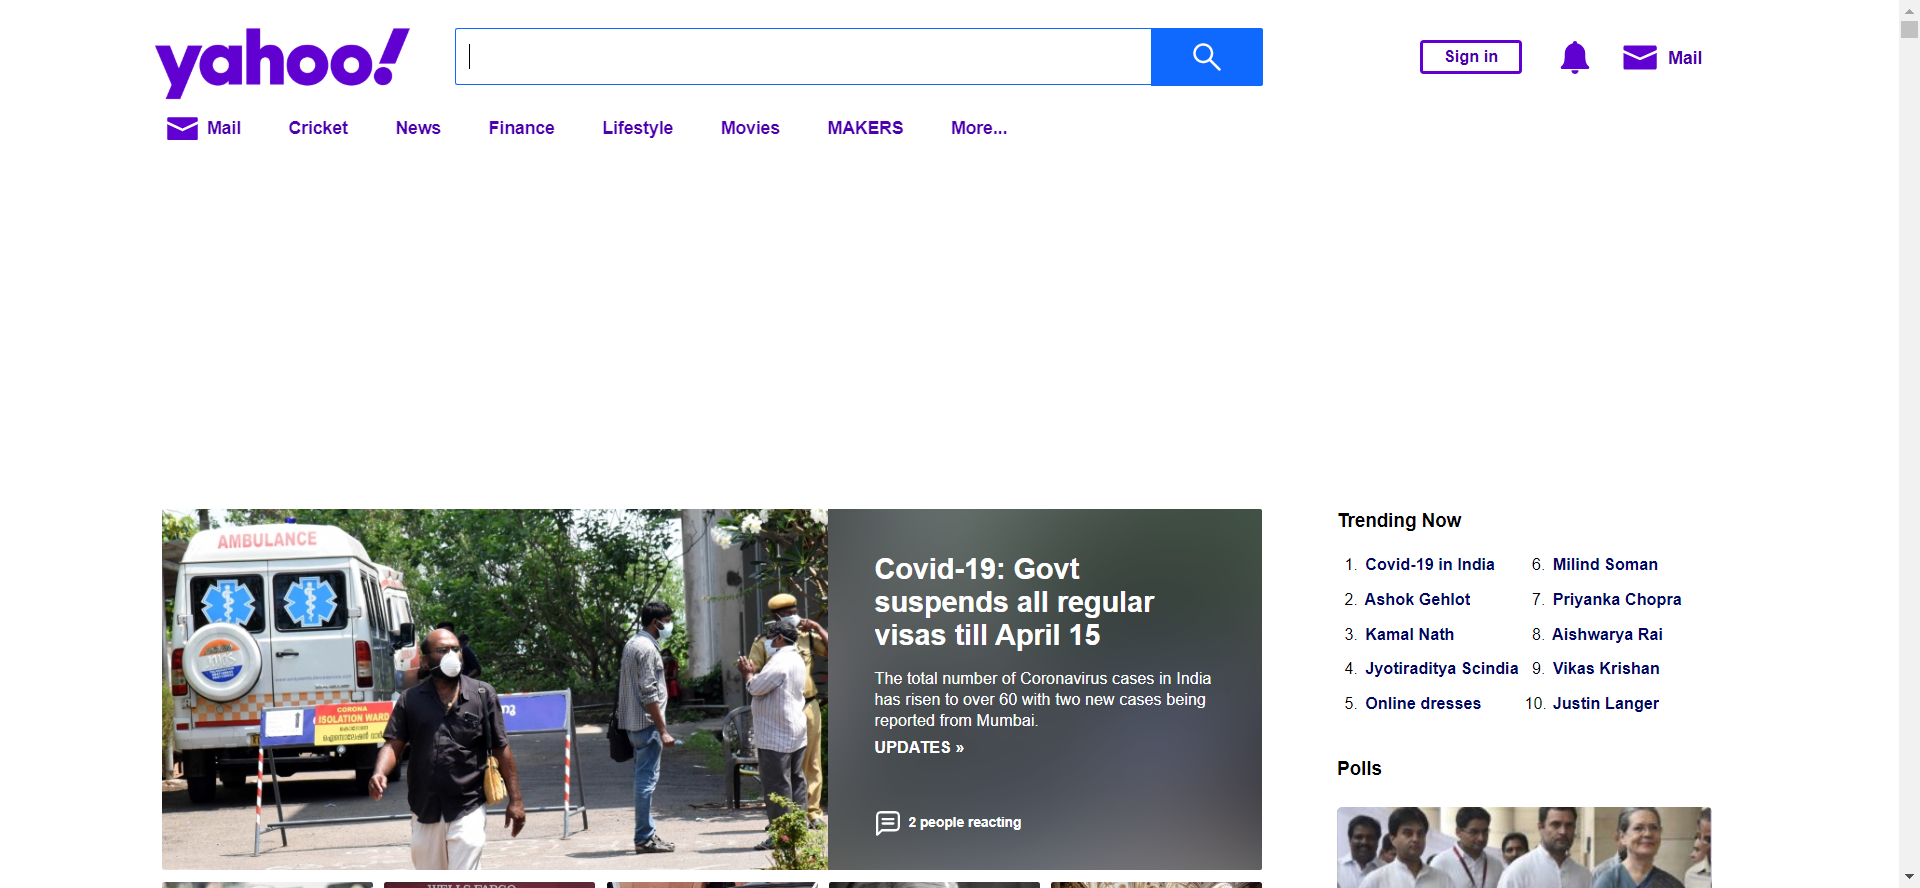 yahoo!
Sign in
Mail
Mail
Cricket
News
Finance
Lifestyle
Movies
MAKERS
More...
AMBULANCE
CORONA
ISOLATION WARD
Covid-19: Govt
suspends all regular
visas till April 15
The total number of Coronavirus cases in India
has risen to over 60 with two new cases being
reported from Mumbai.
UPDATES »
2 people reacting
Trending Now
1. Covid-19 in India
2. Ashok Gehlot
3. Kamal Nath
4. Jyotiraditya Scindia
5. Online dresses
6. Milind Soman
7. Priyanka Chopra
8. Aishwarya Rai
9. Vikas Krishan
10. Justin Langer
Polls
WELLS FARGO